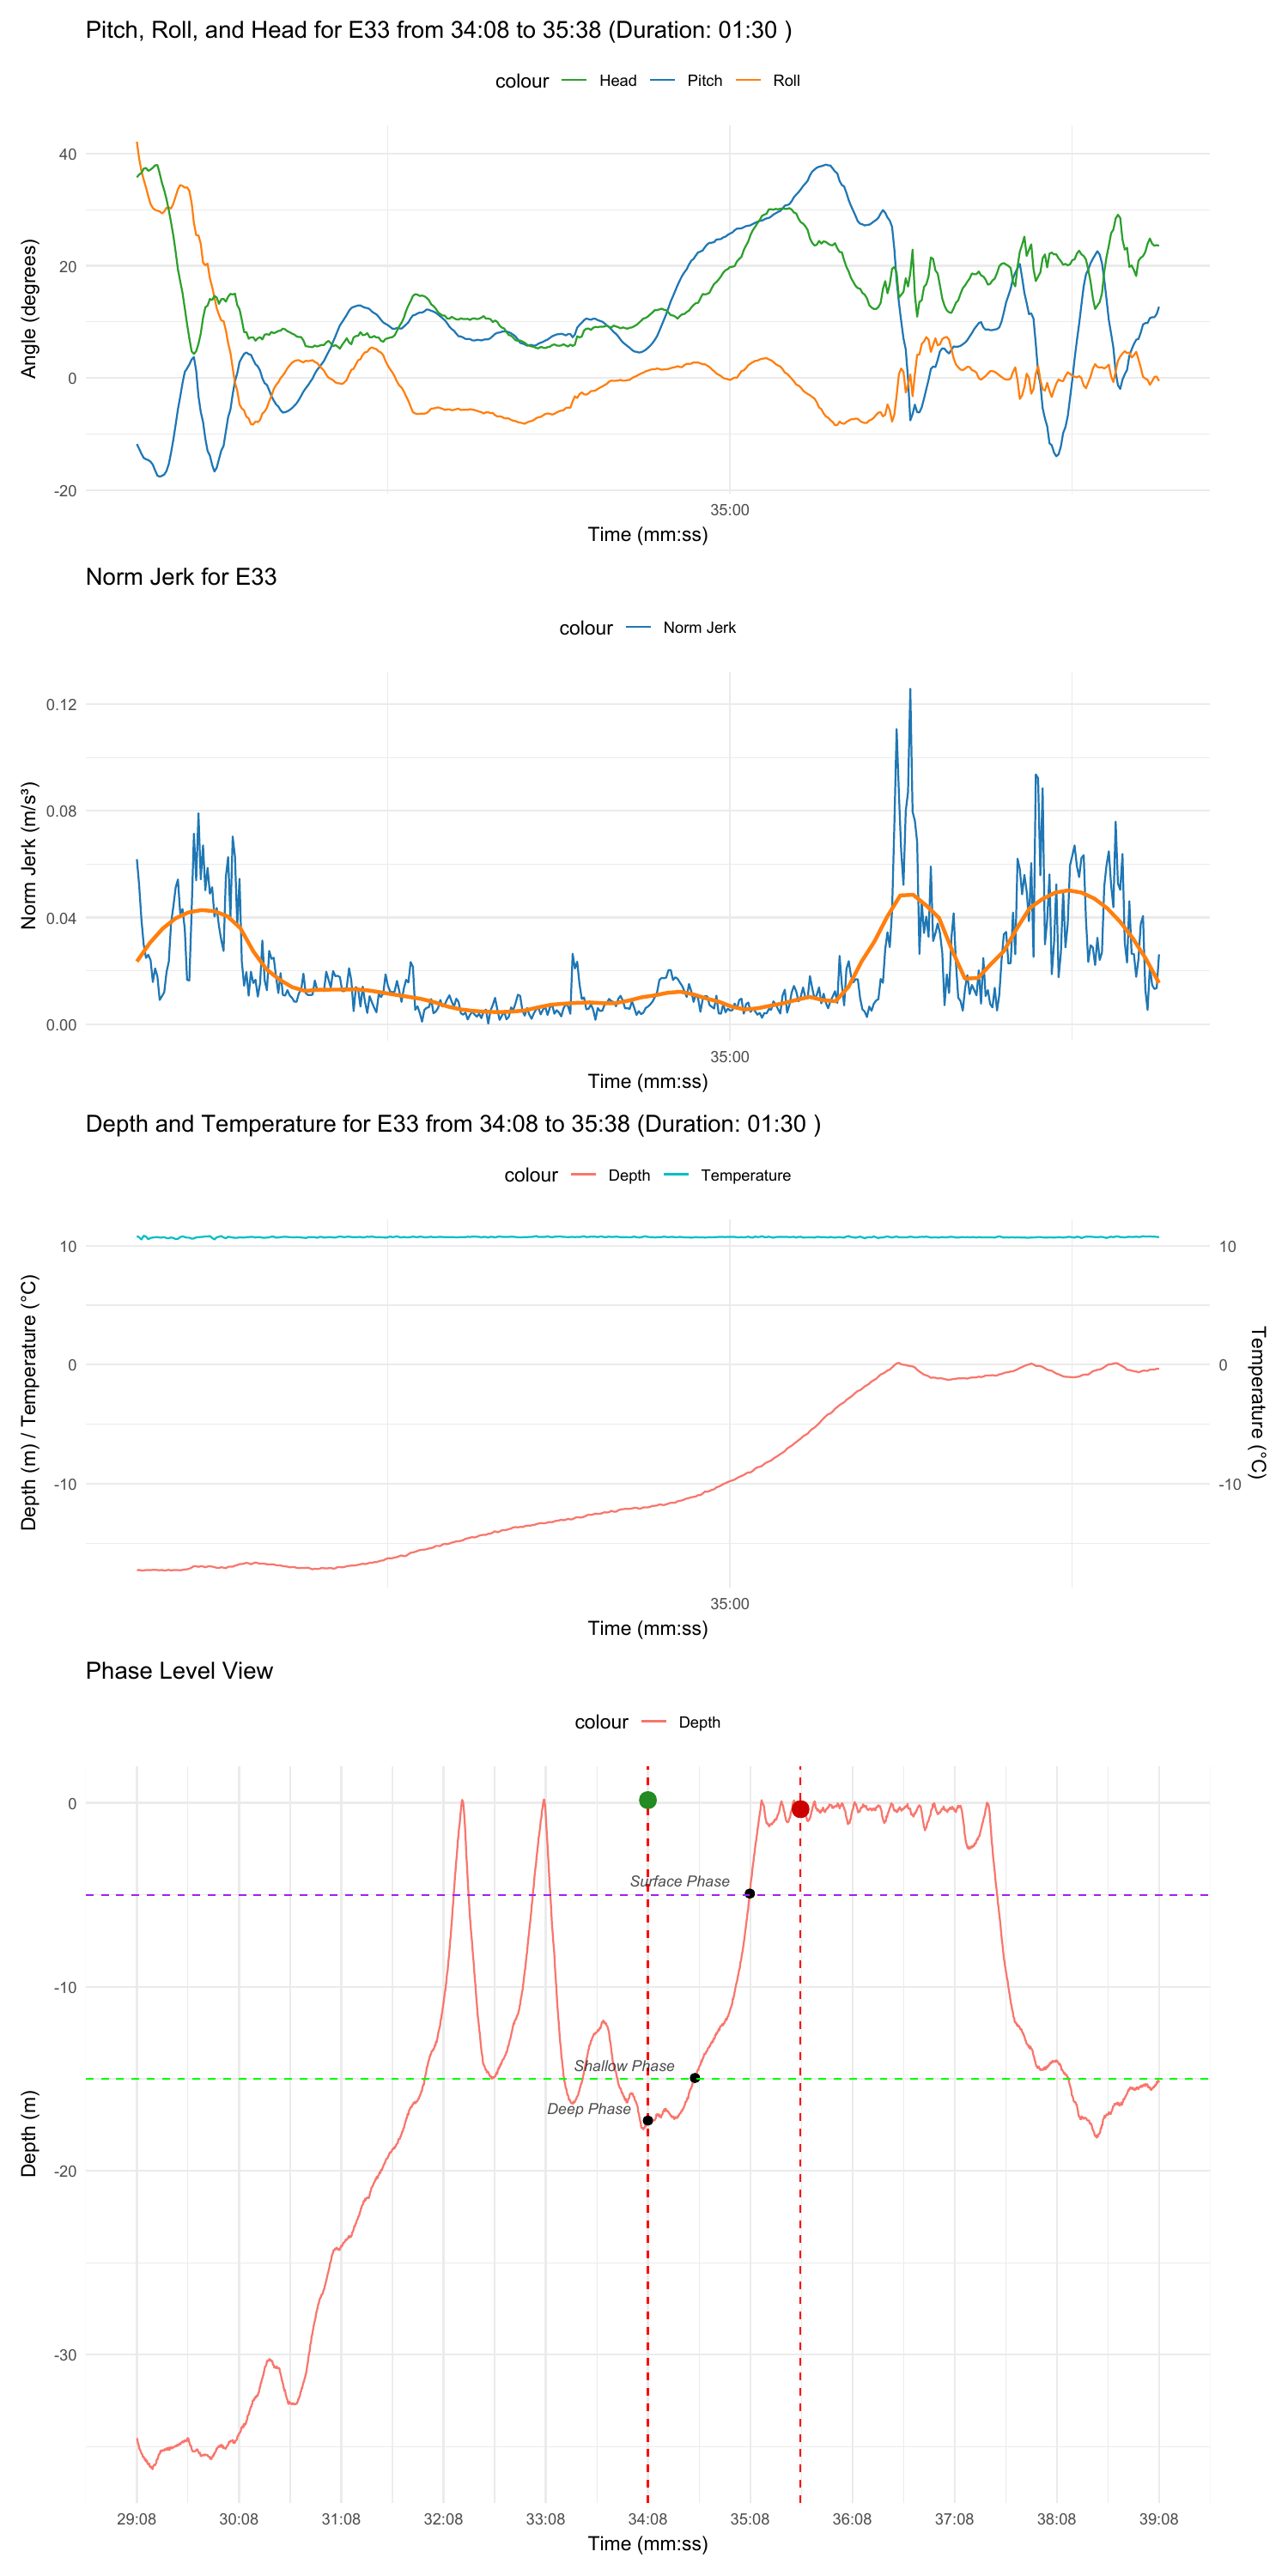 Pitch, Roll, and Head for E33 from 34:08 to 35:38 (Duration: 01:30 )
colour Head Pitch Roll
Angle (degrees)
40
20
0
-20
35:00
Time (mm:ss)
Norm Jerk for E33
colour Norm Jerk
Norm Jerk (m/s³)
0.12
0.08
0.04
0.00
35:00
Time (mm:ss)
Depth and Temperature for E33 from 34:08 to 35:38 (Duration: 01:30 )
colour Depth Temperature
Depth (m) / Temperature (°C)
10
0
-10
10
0
-10
Temperature (°C)
35:00
Time (mm:ss)
Phase Level View
colour Depth
Depth (m)
0
-10
-20
-30
Surface Phase
Shallow Phase
Deep Phase
29:08 30:08 31:08 32:08 33:08 34:08 35:08 36:08 37:08 38:08 39:08
Time (mm:ss)